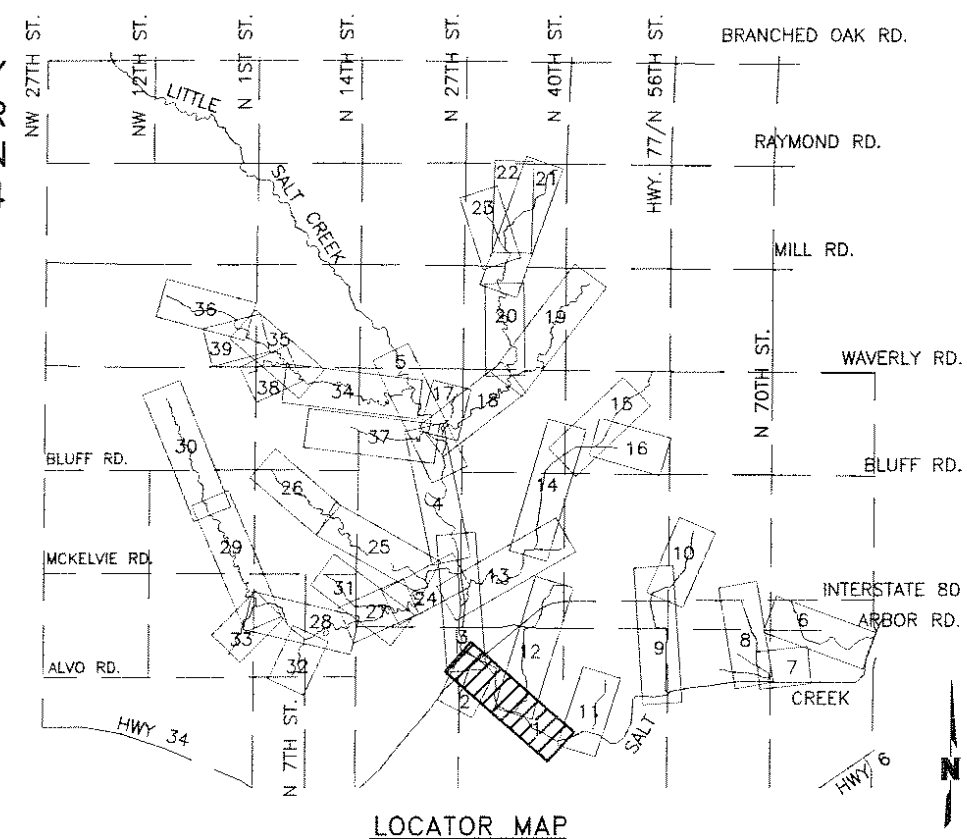 NW 27TH ST.
NW 12TH ST.
N 1ST ST.
N 14TH ST.
N 27TH ST.
N 40TH ST.
HWY. 77/N 56TH ST.
BRANCHED OAK RD.
LITTLE
SALT CREEK
RAYMOND RD.
22
21
23
MILL RD.
36
20
19
39
35
5
N 70TH ST.
WAVERLY RD.
38
34
17
18
15
37
16
30
BLUFF RD.
BLUFF RD.
26
4
14
29
25
10
MCKELVIE RD.
31
13
INTERSTATE 80
27
24
6
ARBOR RD.
33
28
3
12
9
8
7
ALVO RD.
32
2
1
11
SALT
CREEK
HWY 34
N 7TH ST.
HWY 6
N
LOCATOR MAP